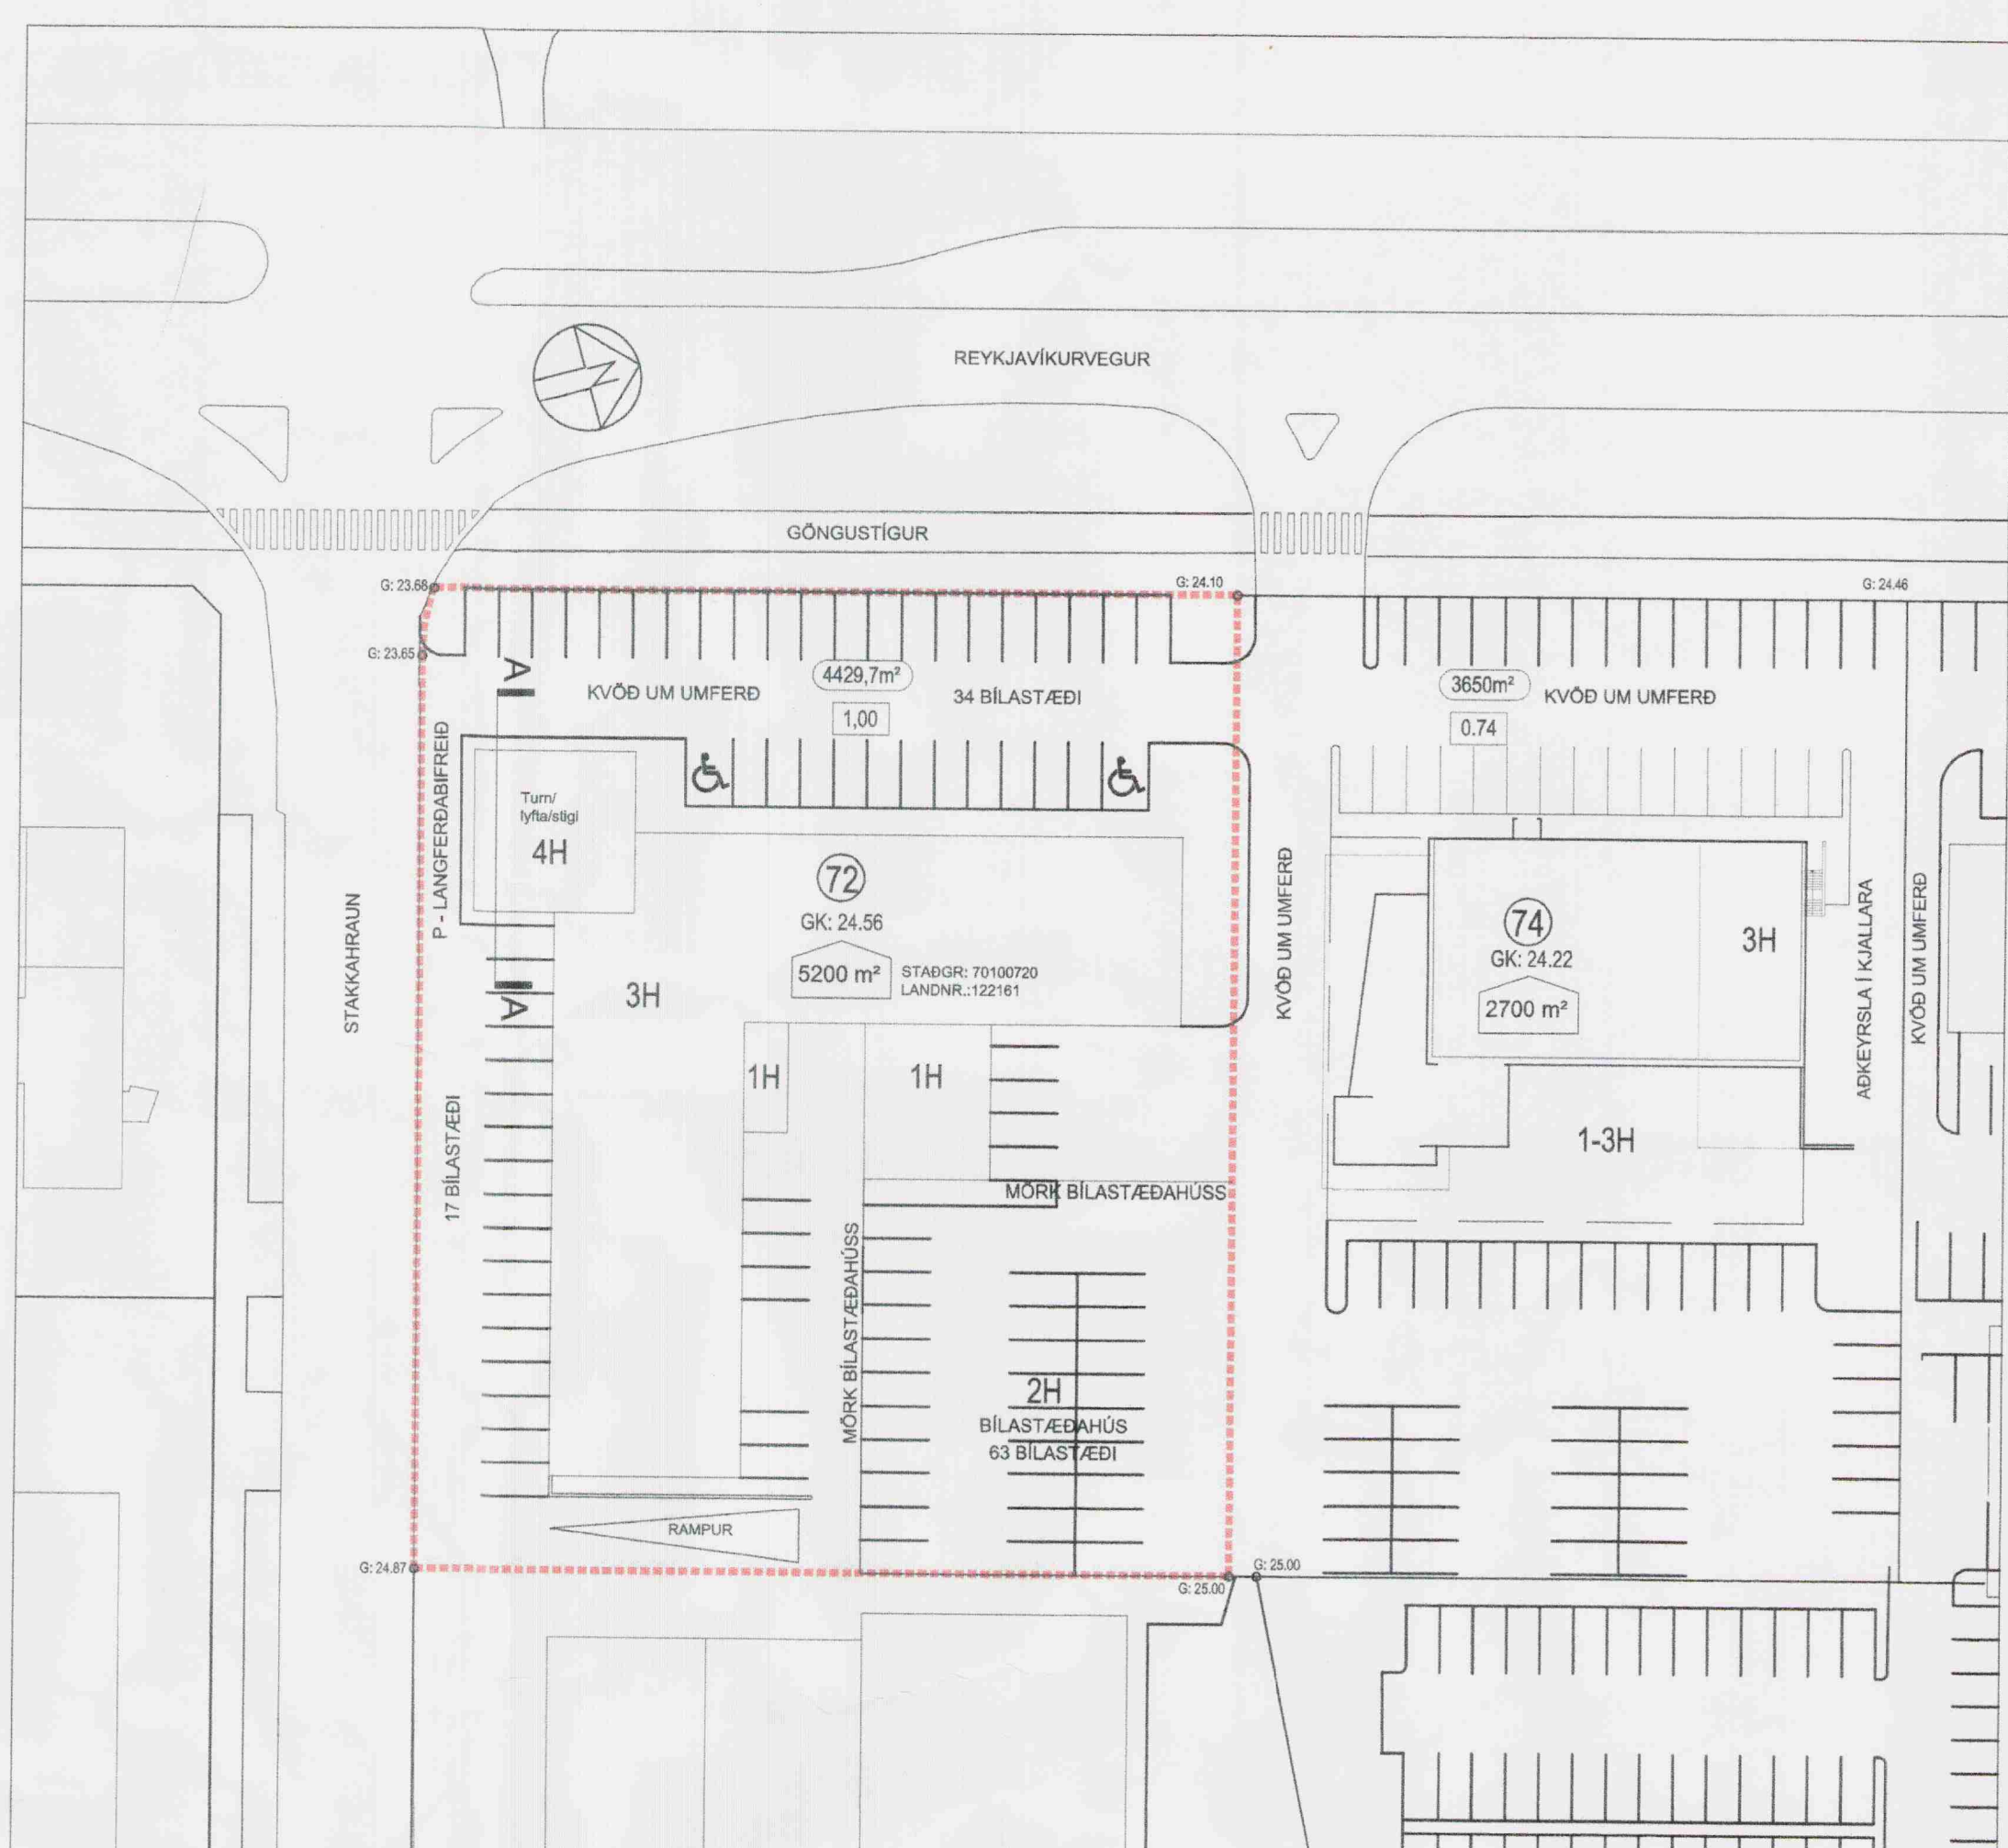 REYKJAVÍKURVEGUR
GÖNGUSTÍGUR
G: 23.68
G: 24.10
G: 24.46
G: 23.65
A
KVÖÐ UM UMFERÐ
4429,7m²
34 BÍLASTÆÐI
1,00
3650m²
KVÖÐ UM UMFERÐ
0.74
P - LANGFERÐABIFREIÐ
Turn/
lyfta/stigi
4H
72
GK: 24.56
5200 m²
STAÐGR: 70100720
LANDNR.:122161
STAKKAHRAUN
A
3H
KVÖÐ UM UMFERÐ
74
GK: 24.22
2700 m²
3H
AÐKEYRSLA Í KJALLARA
KVÖÐ UM UMFERÐ
1H
1H
17 BÍLASTÆÐI
1-3H
MÖRK BÍLASTÆÐAHÚSS
MÖRK BÍLASTÆÐAHÚSS
2H
BÍLASTÆÐAHÚS
63 BÍLASTÆÐI
RAMPUR
G: 24.87
G: 25.00
G: 25.00